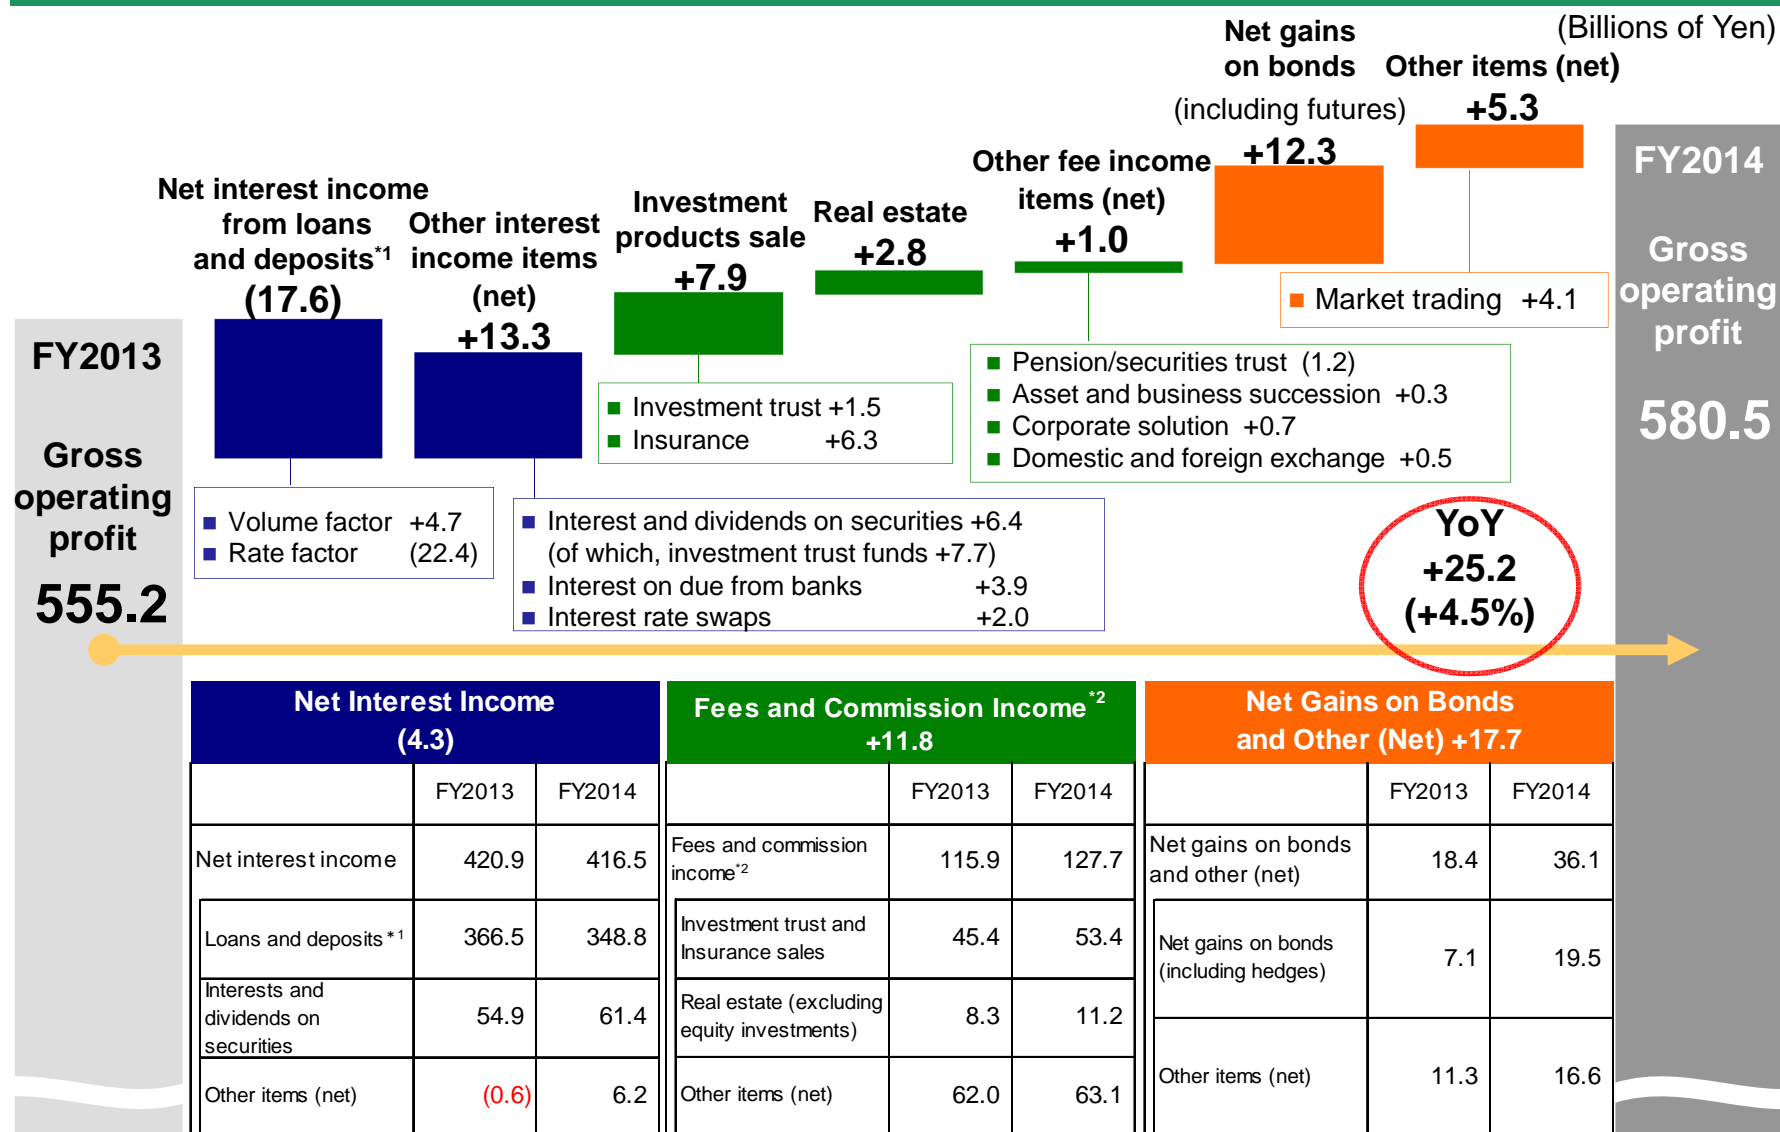 (Billions of Yen)
Net gains
on bonds
(including futures)
+12.3
Other items (net)
+5.3
Other fee income
items (net)
+1.0
Real estate
+2.8
Investment
products sale
+7.9
Other interest
income items
(net)
+13.3
Net interest income
from loans
and deposits*1
(17.6)
FY2013
Gross
operating
profit
555.2
FY2014
Gross
operating
profit
580.5
■ Market trading +4.1
■ Pension/securities trust (1.2)
■ Asset and business succession +0.3
■ Corporate solution +0.7
■ Domestic and foreign exchange +0.5
■ Investment trust +1.5
■ Insurance +6.3
■ Volume factor +4.7
■ Rate factor (22.4)
■ Interest and dividends on securities +6.4
(of which, investment trust funds +7.7)
■ Interest on due from banks +3.9
■ Interest rate swaps +2.0
YoY
+25.2
(+4.5%)
Net Interest Income
(4.3)
FY2013 FY2014
Net interest income 420.9 416.5
Loans and deposits*1 366.5 348.8
Interests and
dividends on
securities
54.9 61.4
Other items (net) (0.6) 6.2
Fees and Commission Income*2
+11.8
FY2013 FY2014
Fees and commission
income*2
115.9 127.7
Investment trust and
Insurance sales
45.4 53.4
Real estate (excluding
equity investments)
8.3 11.2
Other items (net) 62.0 63.1
Net Gains on Bonds
and Other (Net) +17.7
FY2013 FY2014
Net gains on bonds
and other (net)
18.4 36.1
Net gains on bonds
(including hedges)
7.1 19.5
Other items (net) 11.3 16.6